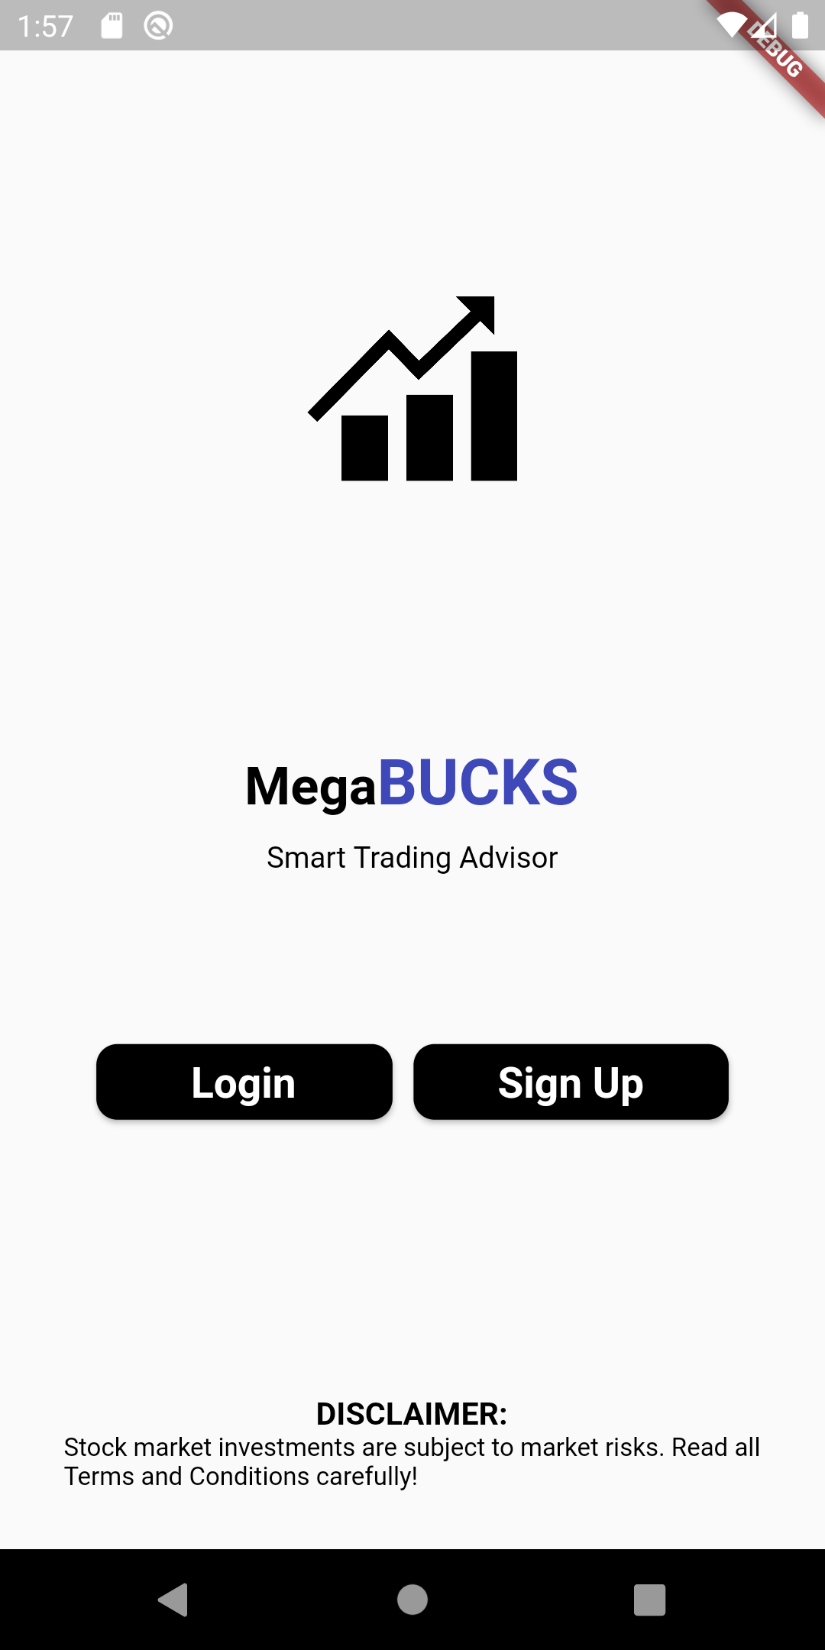 1:57
DEBUG
MegaBUCKS
Smart Trading Advisor
Login
Sign Up
DISCLAIMER:
Stock market investments are subject to market risks. Read all
Terms and Conditions carefully!